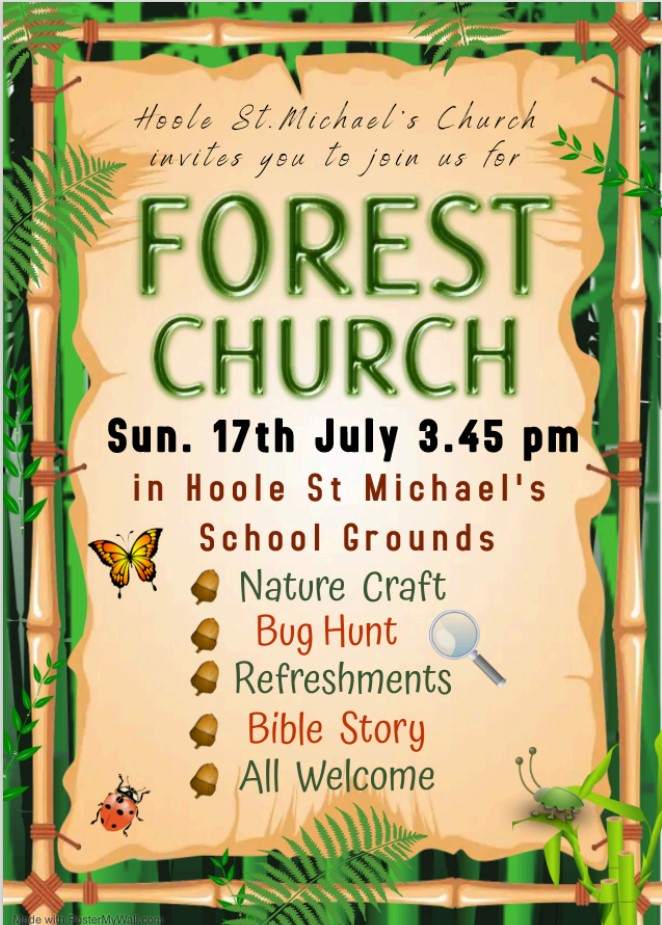 Hoole St.Michael's Church
invites you to join us for
FOREST
CHURCH
Sun. 17th July 3.45 pm
in Hoole St Michael's
School Grounds
Nature Craft
Bug Hunt
Refreshments
Bible Story
All Welcome
Made with PosterMyWall.com